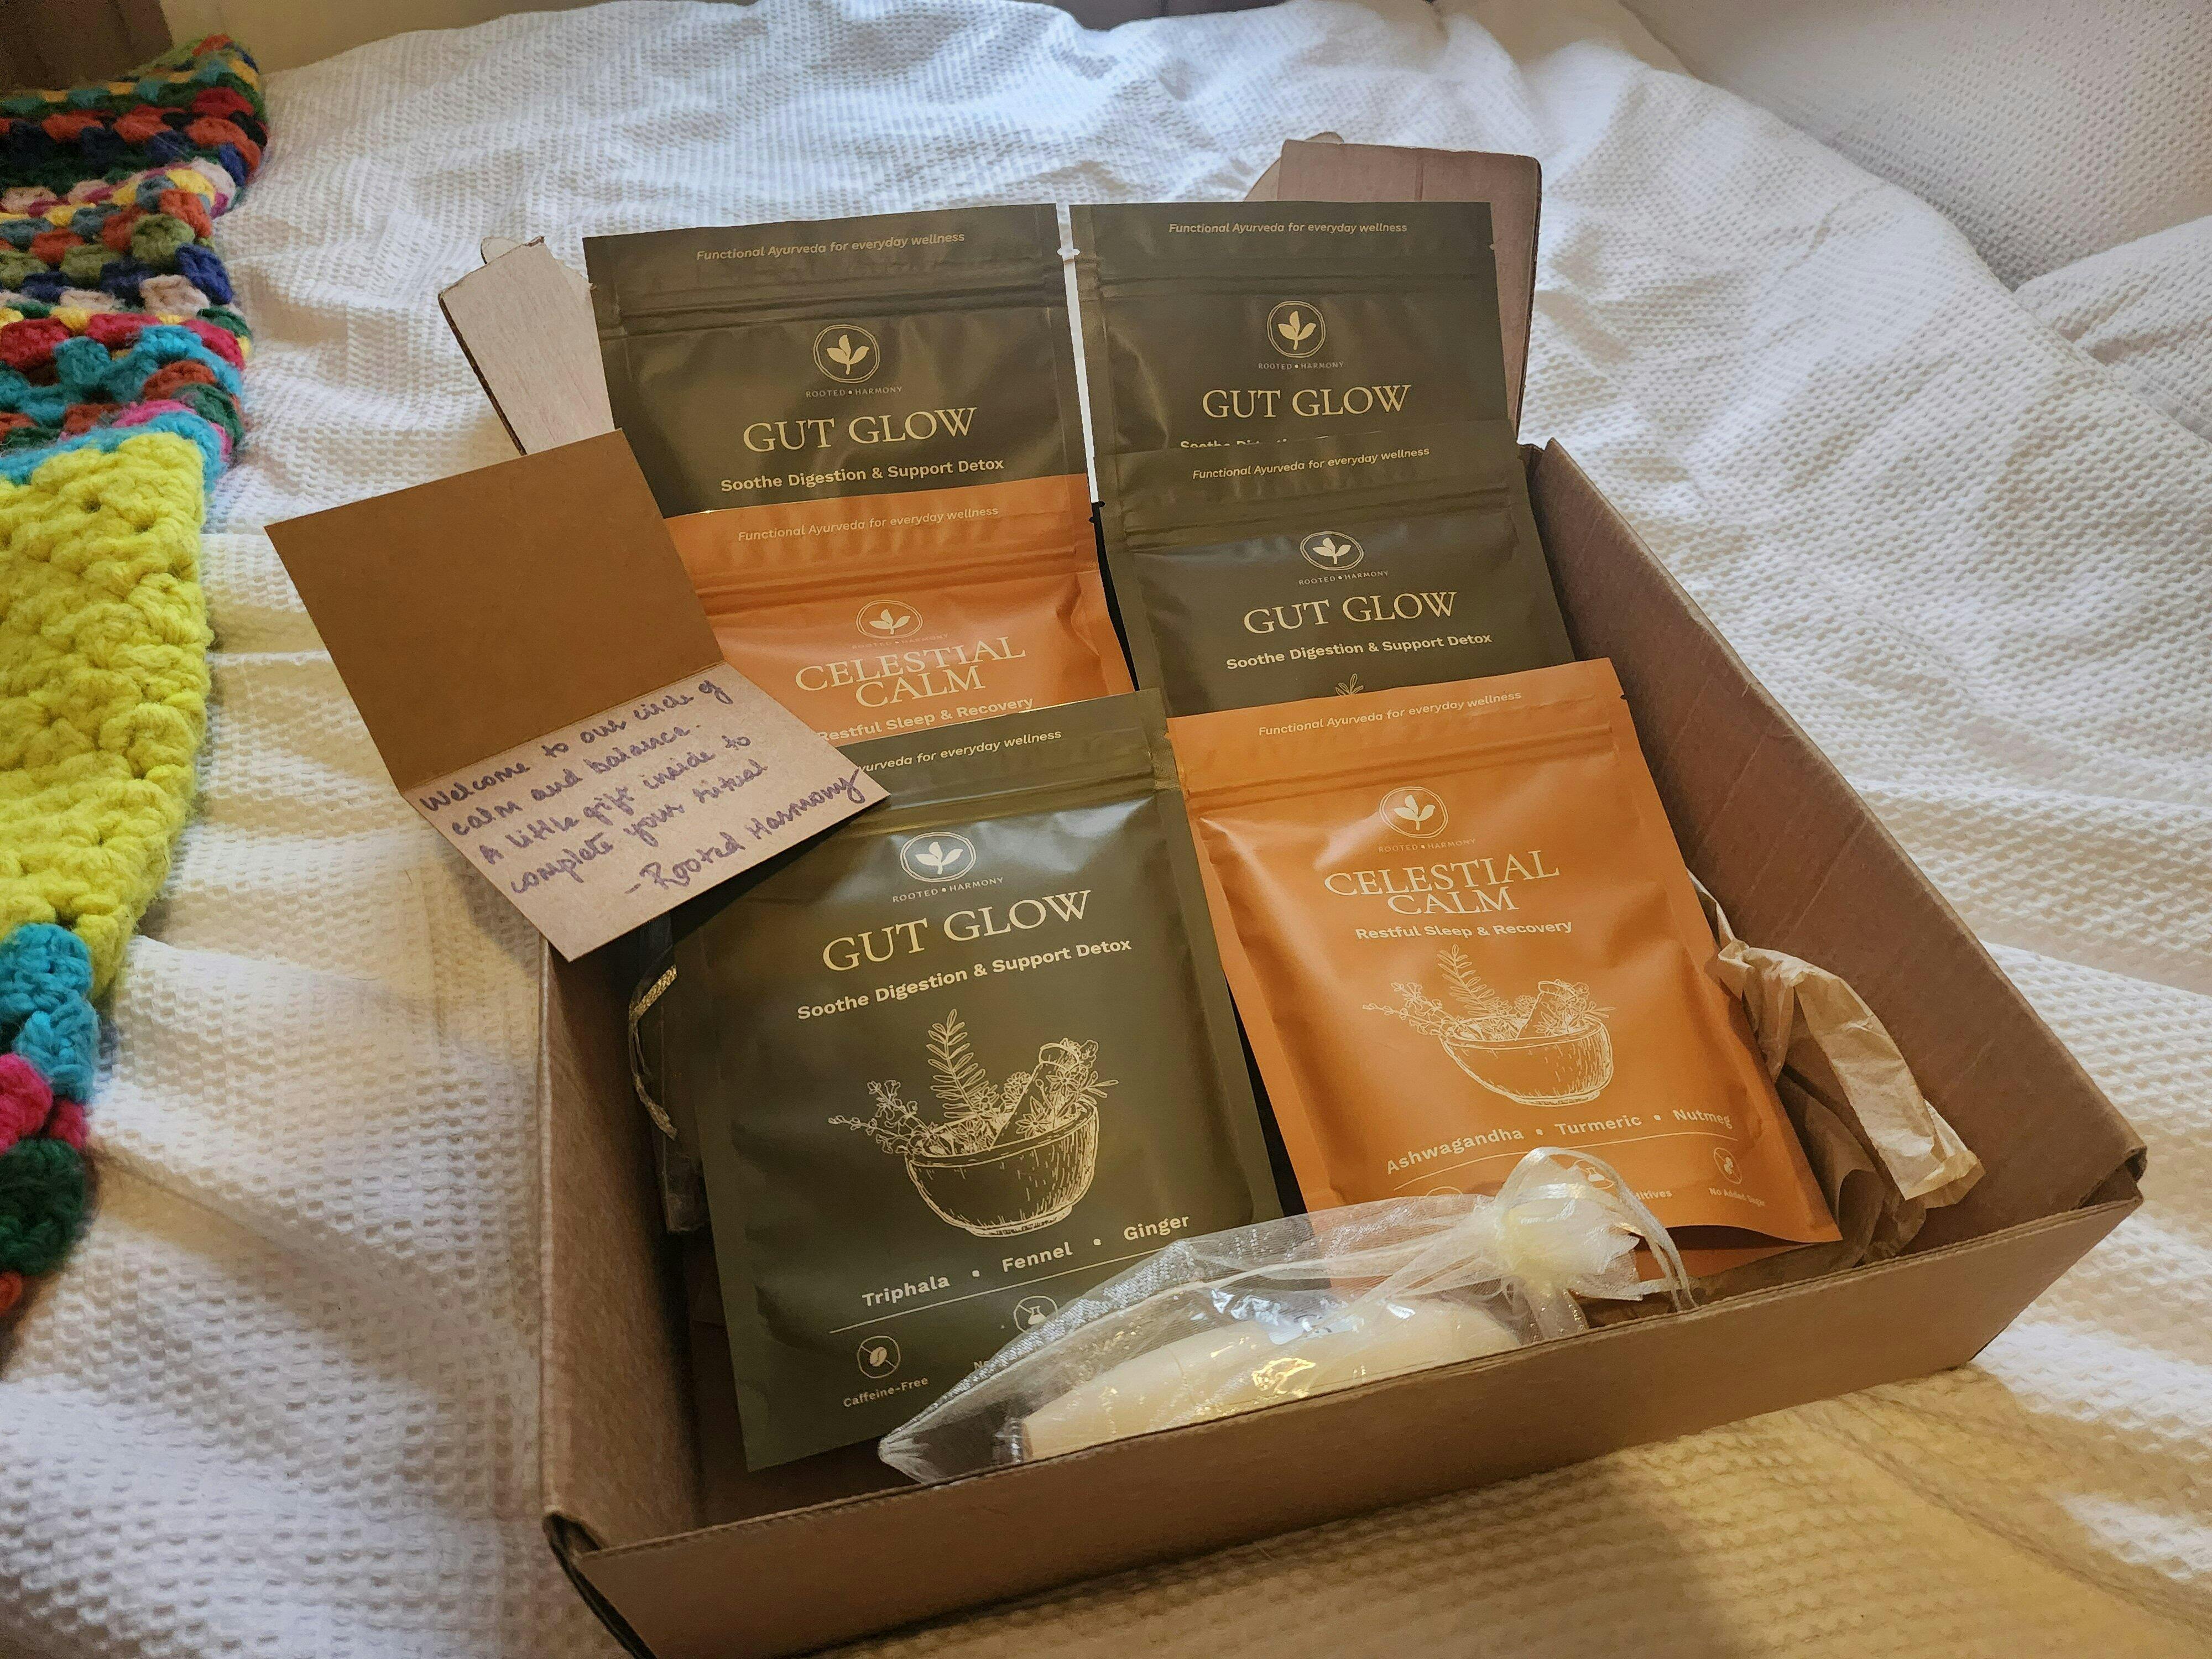 Functional Ayurveda for everyday wellness
ROOTED • HARMONY
GUT GLOW
Soothe Digestion & Support Detox
Functional Ayurveda for everyday wellness
ROOTED • HARMONY
GUT GLOW
Functional Ayurveda for everyday wellness
ROOTED • HARMONY
CELESTIAL
CALM
Restful Sleep & Recovery
Functional Ayurveda for everyday wellness
ROOTED • HARMONY
GUT GLOW
Soothe Digestion & Support Detox
Welcome to our circle of
calm and balance.
A little gift inside to
complete your ritual
- Rooted Harmony
for everyday wellness
ROOTED • HARMONY
GUT GLOW
Soothe Digestion & Support Detox
Triphala • Fennel • Ginger
Caffeine-Free
Functional Ayurveda for everyday wellness
ROOTED • HARMONY
CELESTIAL
CALM
Restful Sleep & Recovery
Ashwagandha • Turmeric • Nutmeg
No Added Sugar